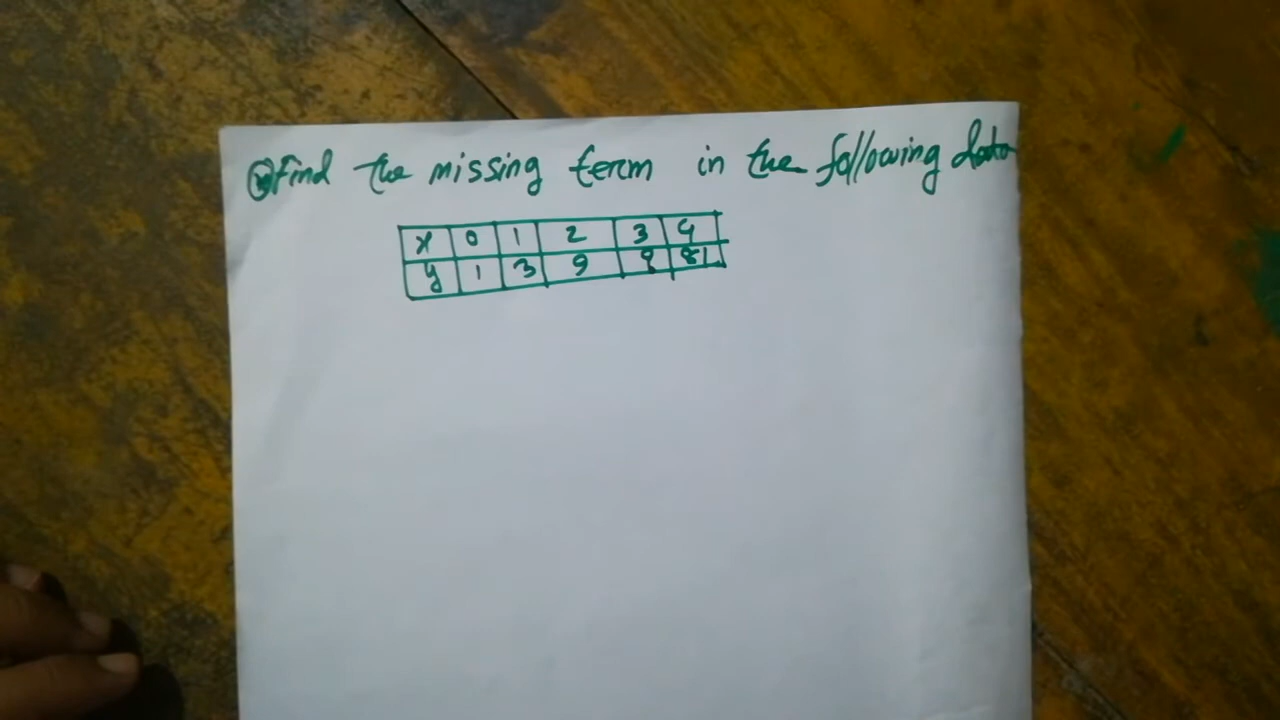 Q Find the missing term in the following data
x 0 1 2 3 4
y 1 3 9 ? 81